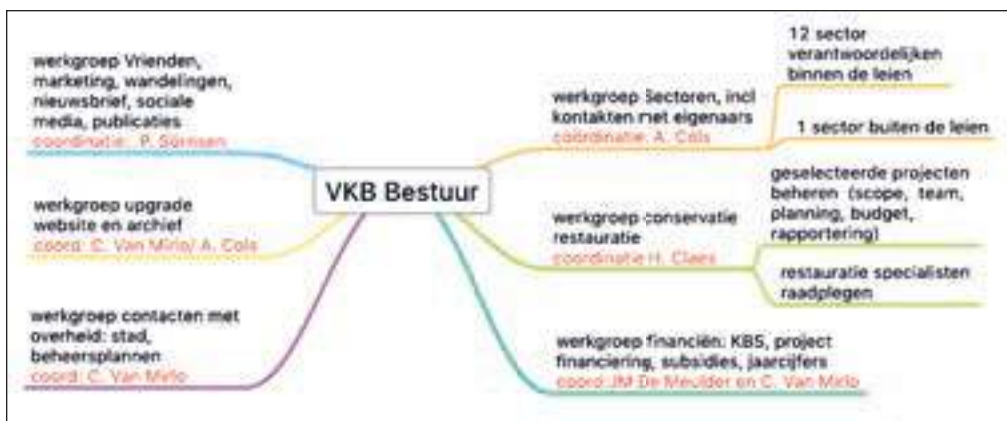 werkgroep Vrienden,
marketing, wandelingen,
nieuwsbrief, sociale
media, publicaties
coordinatie: P. Sörnsen
werkgroep upgrade
website en archief
coord: C. Van Mirlo/ A. Cols
werkgroep contacten met
overheid: stad,
beheersplannen
coord: C. Van Mirlo
VKB Bestuur
werkgroep Sectoren, incl
kontakten met eigenaars
coördinatie: A. Cols
12 sector
verantwoordelijken
binnen de leien
1 sector buiten de leien
werkgroep conservatie
restauratie
coordinatie H. Claes
geselecteerde projecten
beheren (scope, team,
planning, budget,
rapportering)
restauratie specialisten
raadplegen
werkgroep financiën: KBS, project
financiering, subsidies, jaarcijfers
coord: JM De Meulder en C. Van Mirlo